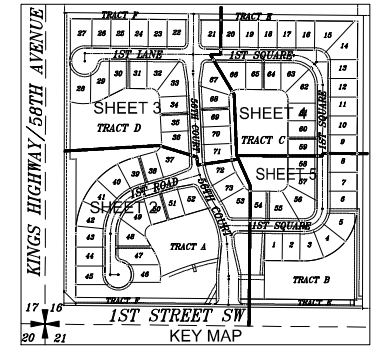 TRACT F
TRACT H
27 26 25 24 23 22
21 20 19 18 17 16 15
14
1ST LANE
1ST SQUARE
13
28 29 30 31 32 33
67 66 65 64 63 62
12
SHEET 3
34
68
SHEET 4
61
11
KINGS HIGHWAY/58TH AVENUE
35
56TH COURT
69
60
1ST SQUARE
10
TRACT D
36
70
TRACT C
59
9
37
71
58
8
38
39
40
1ST ROAD
72
SHEET 5
57
7
41
SHEET 2
51 52
56TH COURT
73
53 54 55 56
6
42
1ST SQUARE
5
43
48
TRACT A
1 2 3 4
44
47
TRACT B
45
46
TRACT E
17 16
1ST STREET SW
20 21
KEY MAP